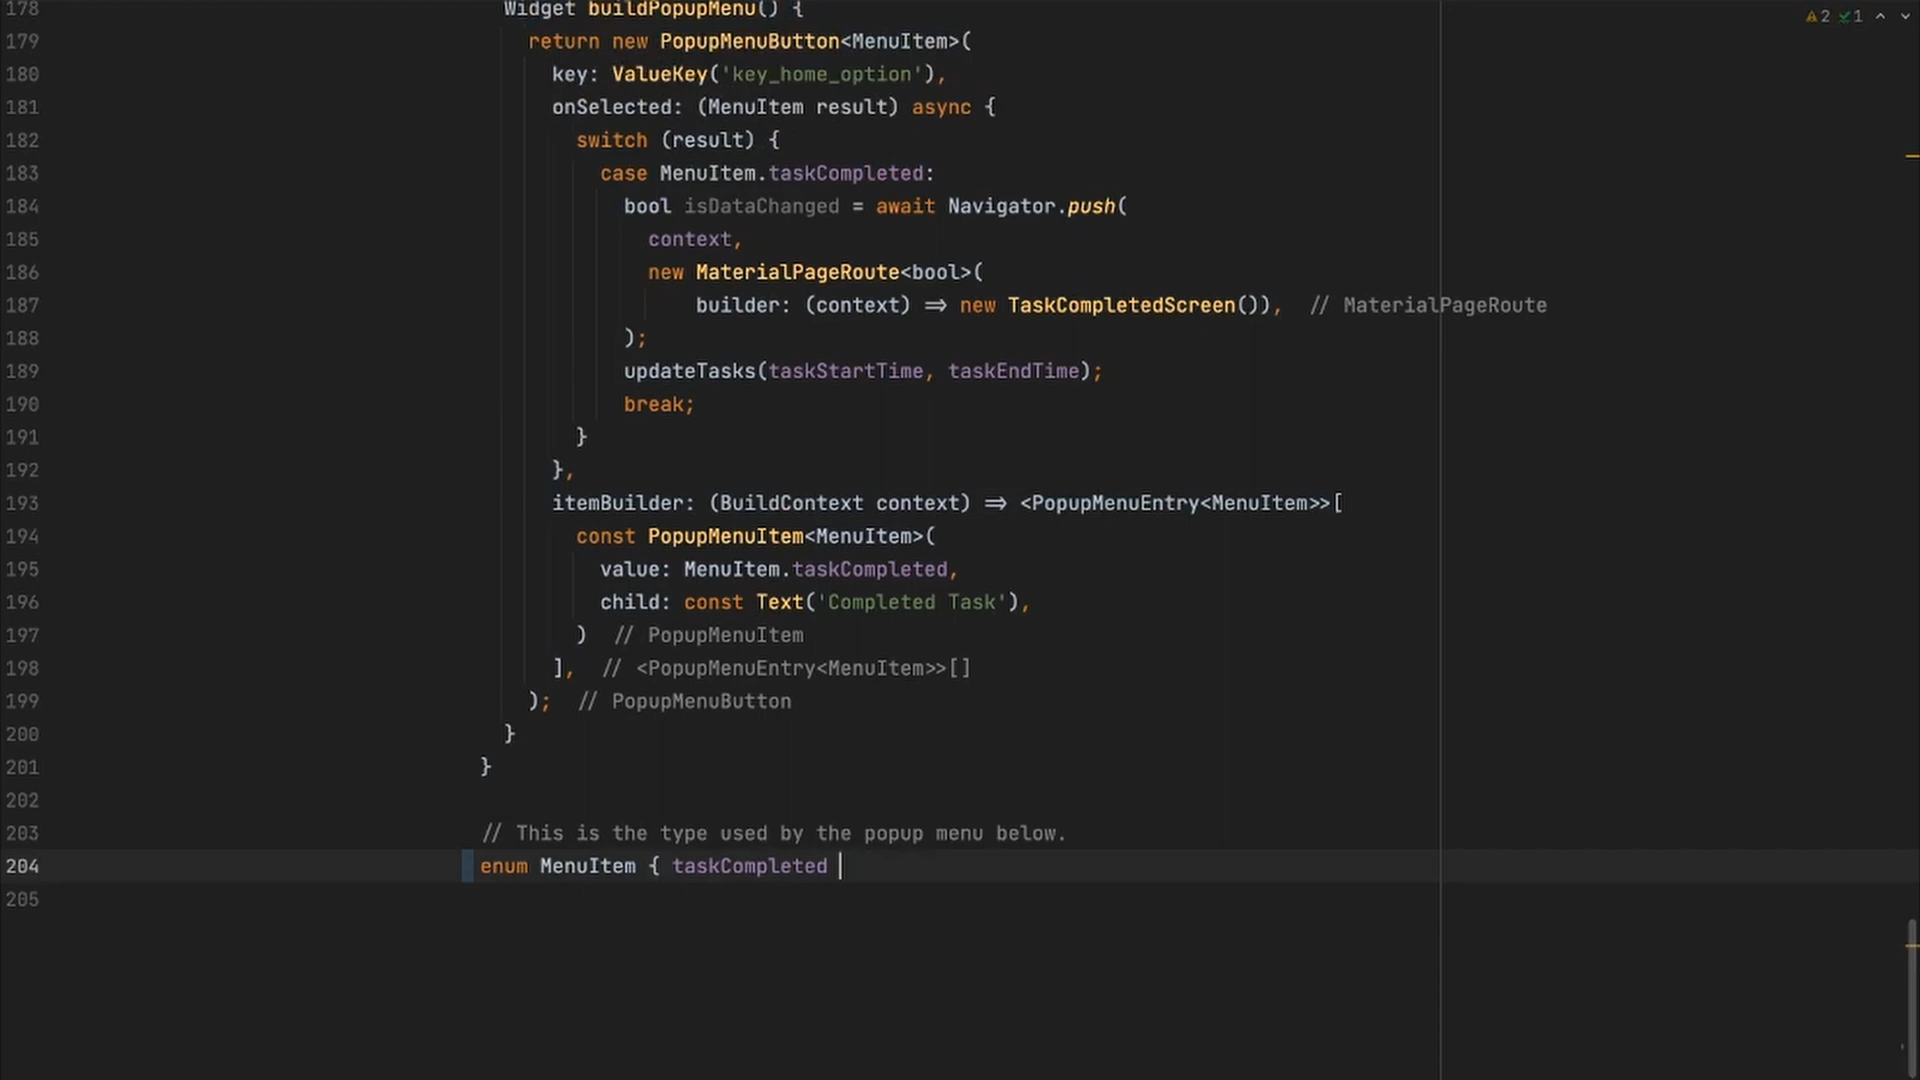 178 Widget buildPopupMenu() {
179 return new PopupMenuButton<MenuItem>(
180 key: ValueKey('key_home_option'),
181 onSelected: (MenuItem result) async {
182 switch (result) {
183 case MenuItem.taskCompleted:
184 bool isDataChanged = await Navigator.push(
185 context,
186 new MaterialPageRoute<bool>(
187 builder: (context) => new TaskCompletedScreen()), // MaterialPageRoute
188 );
189 updateTasks(taskStartTime, taskEndTime);
190 break;
191 }
192 },
193 itemBuilder: (BuildContext context) => <PopupMenuEntry<MenuItem>>[
194 const PopupMenuItem<MenuItem>(
195 value: MenuItem.taskCompleted,
196 child: const Text('Completed Task'),
197 ) // PopupMenuItem
198 ], // <PopupMenuEntry<MenuItem>>[]
199 ); // PopupMenuButton
200 }
201 }
202
203 // This is the type used by the popup menu below.
204 enum MenuItem { taskCompleted
205
2 1